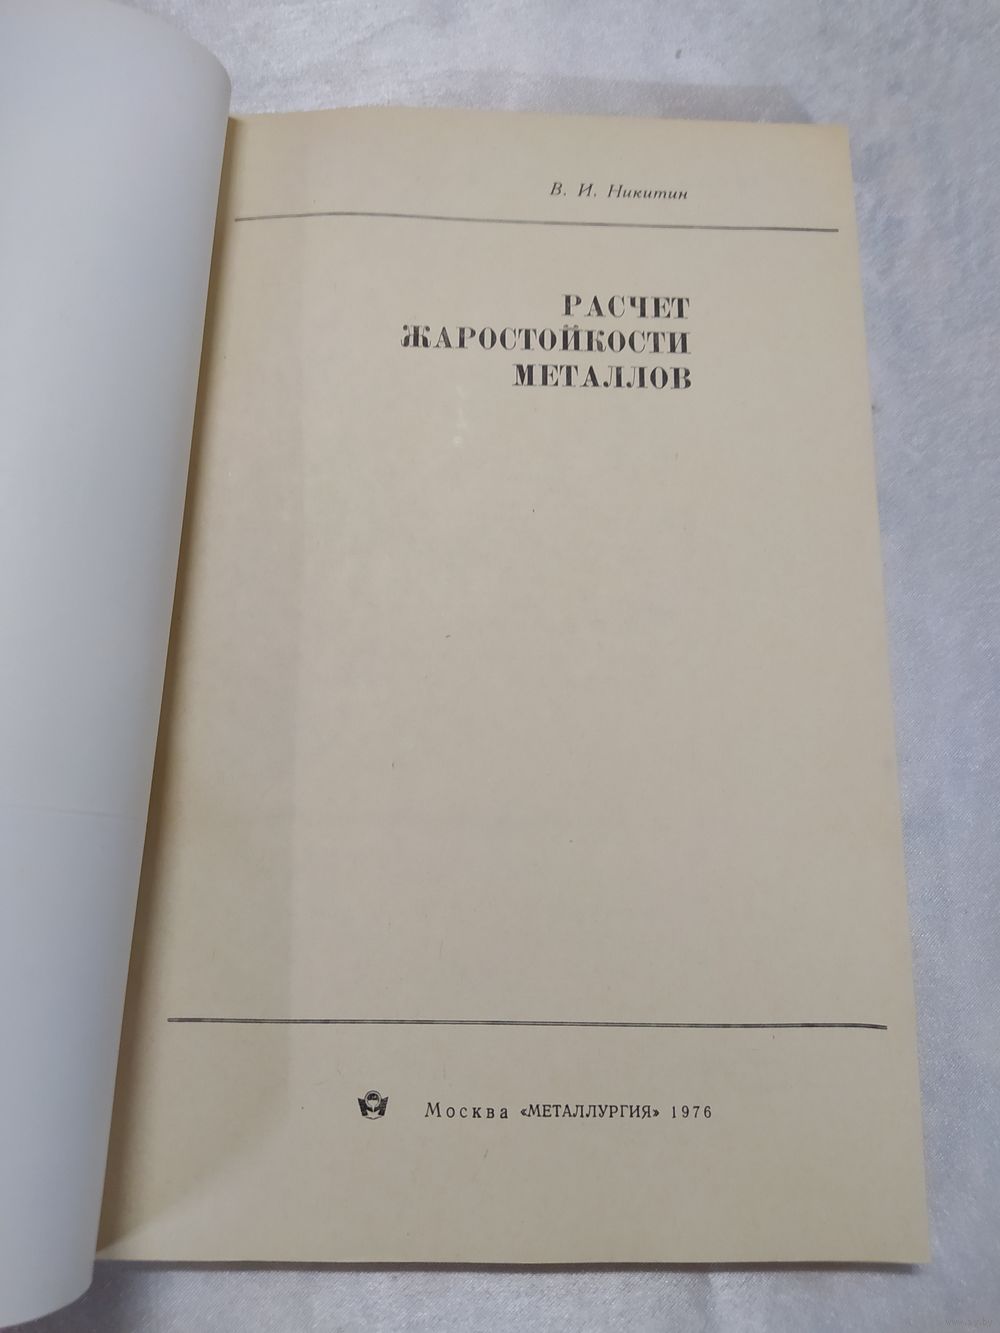 В. И. Никитин
РАСЧЕТ
ЖАРОСТОЙКОСТИ
МЕТАЛЛОВ
Москва «МЕТАЛЛУРГИЯ» 1976